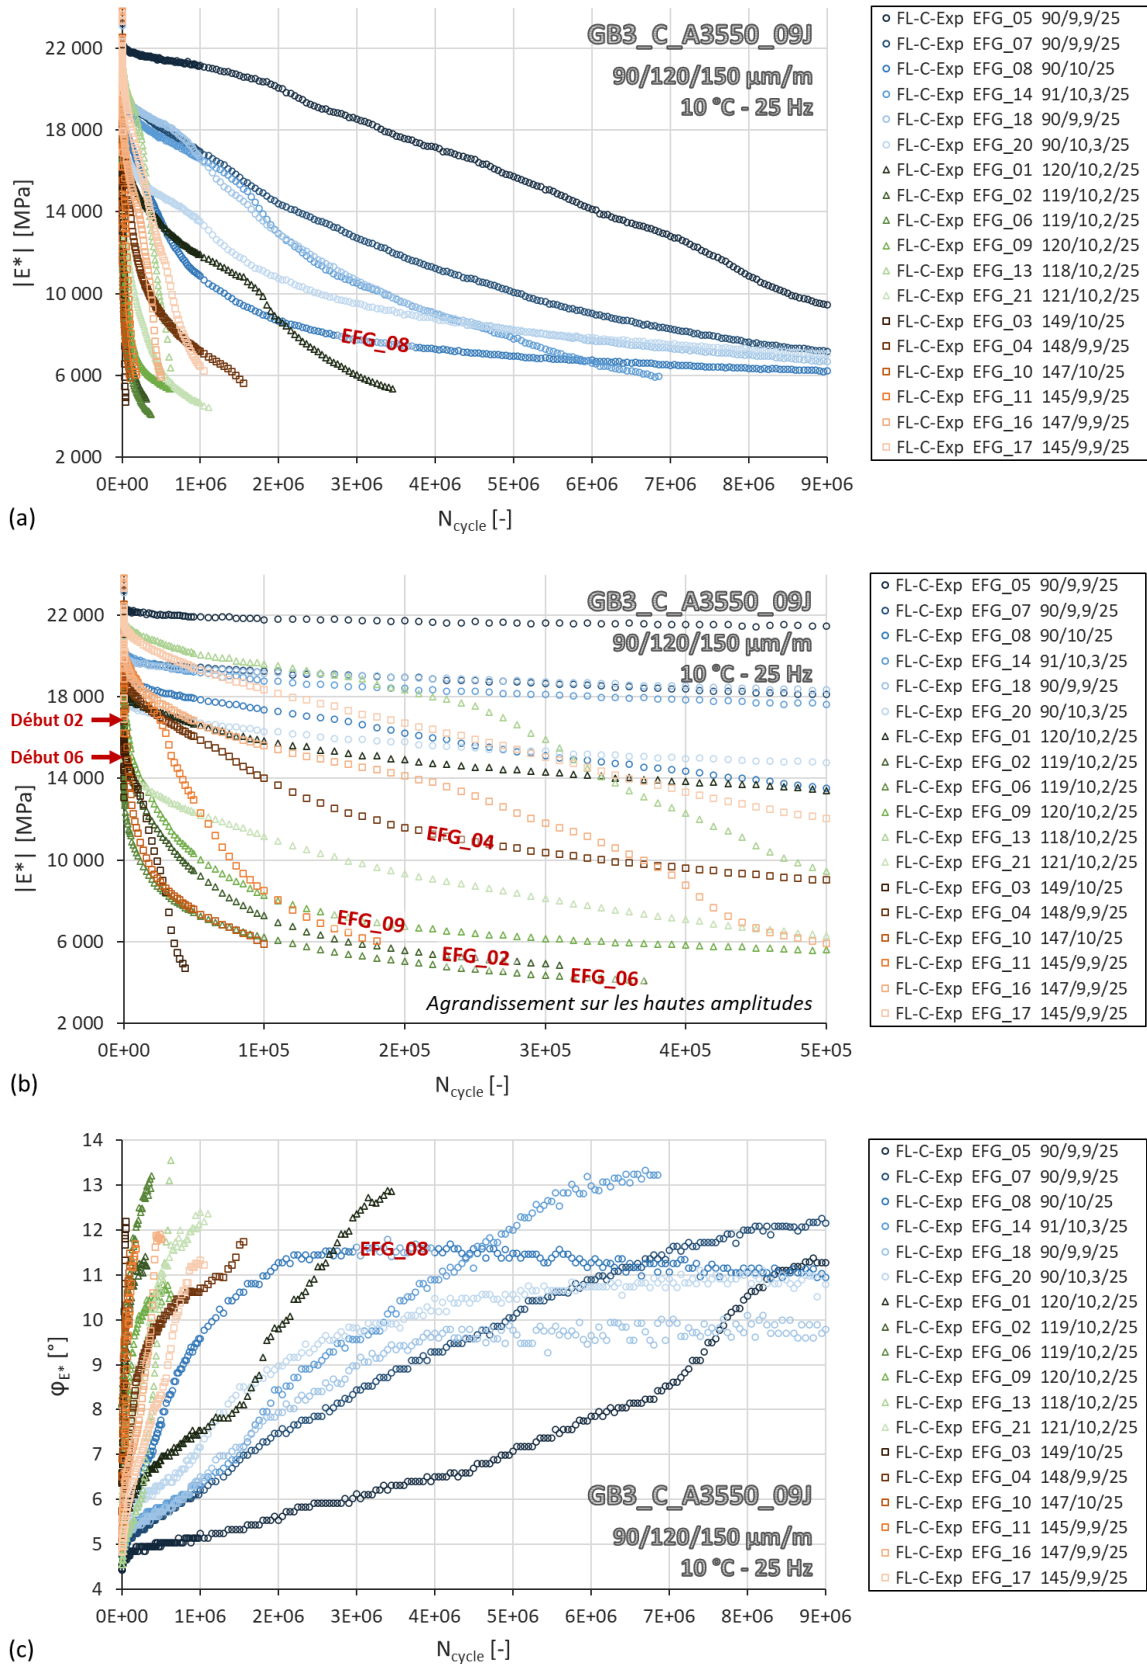 GB3_C_A3550_09J
90/120/150 µm/m
10 °C - 25 Hz
22 000
18 000
14 000
10 000
6 000
2 000
|E*| [MPa]
EFG_08
0E+00 1E+06 2E+06 3E+06 4E+06 5E+06 6E+06 7E+06 8E+06 9E+06
Ncycle [-]
(a)
FL-C-Exp EFG_05 90/9,9/25
FL-C-Exp EFG_07 90/9,9/25
FL-C-Exp EFG_08 90/10/25
FL-C-Exp EFG_14 91/10,3/25
FL-C-Exp EFG_18 90/9,9/25
FL-C-Exp EFG_20 90/10,3/25
FL-C-Exp EFG_01 120/10,2/25
FL-C-Exp EFG_02 119/10,2/25
FL-C-Exp EFG_06 119/10,2/25
FL-C-Exp EFG_09 120/10,2/25
FL-C-Exp EFG_13 118/10,2/25
FL-C-Exp EFG_21 121/10,2/25
FL-C-Exp EFG_03 149/10/25
FL-C-Exp EFG_04 148/9,9/25
FL-C-Exp EFG_10 147/10/25
FL-C-Exp EFG_11 145/9,9/25
FL-C-Exp EFG_16 147/9,9/25
FL-C-Exp EFG_17 145/9,9/25
GB3_C_A3550_09J
90/120/150 µm/m
10 °C - 25 Hz
22 000
18 000
Début 02
Début 06
14 000
10 000
6 000
2 000
|E*| [MPa]
EFG_04
EFG_09
EFG_02
EFG_06
Agrandissement sur les hautes amplitudes
0E+00 1E+05 2E+05 3E+05 4E+05 5E+05
Ncycle [-]
(b)
FL-C-Exp EFG_05 90/9,9/25
FL-C-Exp EFG_07 90/9,9/25
FL-C-Exp EFG_08 90/10/25
FL-C-Exp EFG_14 91/10,3/25
FL-C-Exp EFG_18 90/9,9/25
FL-C-Exp EFG_20 90/10,3/25
FL-C-Exp EFG_01 120/10,2/25
FL-C-Exp EFG_02 119/10,2/25
FL-C-Exp EFG_06 119/10,2/25
FL-C-Exp EFG_09 120/10,2/25
FL-C-Exp EFG_13 118/10,2/25
FL-C-Exp EFG_21 121/10,2/25
FL-C-Exp EFG_03 149/10/25
FL-C-Exp EFG_04 148/9,9/25
FL-C-Exp EFG_10 147/10/25
FL-C-Exp EFG_11 145/9,9/25
FL-C-Exp EFG_16 147/9,9/25
FL-C-Exp EFG_17 145/9,9/25
14
13
12
11
10
9
8
7
6
5
4
φE* [°]
EFG_08
GB3_C_A3550_09J
90/120/150 µm/m
10 °C - 25 Hz
0E+00 1E+06 2E+06 3E+06 4E+06 5E+06 6E+06 7E+06 8E+06 9E+06
Ncycle [-]
(c)
FL-C-Exp EFG_05 90/9,9/25
FL-C-Exp EFG_07 90/9,9/25
FL-C-Exp EFG_08 90/10/25
FL-C-Exp EFG_14 91/10,3/25
FL-C-Exp EFG_18 90/9,9/25
FL-C-Exp EFG_20 90/10,3/25
FL-C-Exp EFG_01 120/10,2/25
FL-C-Exp EFG_02 119/10,2/25
FL-C-Exp EFG_06 119/10,2/25
FL-C-Exp EFG_09 120/10,2/25
FL-C-Exp EFG_13 118/10,2/25
FL-C-Exp EFG_21 121/10,2/25
FL-C-Exp EFG_03 149/10/25
FL-C-Exp EFG_04 148/9,9/25
FL-C-Exp EFG_10 147/10/25
FL-C-Exp EFG_11 145/9,9/25
FL-C-Exp EFG_16 147/9,9/25
FL-C-Exp EFG_17 145/9,9/25